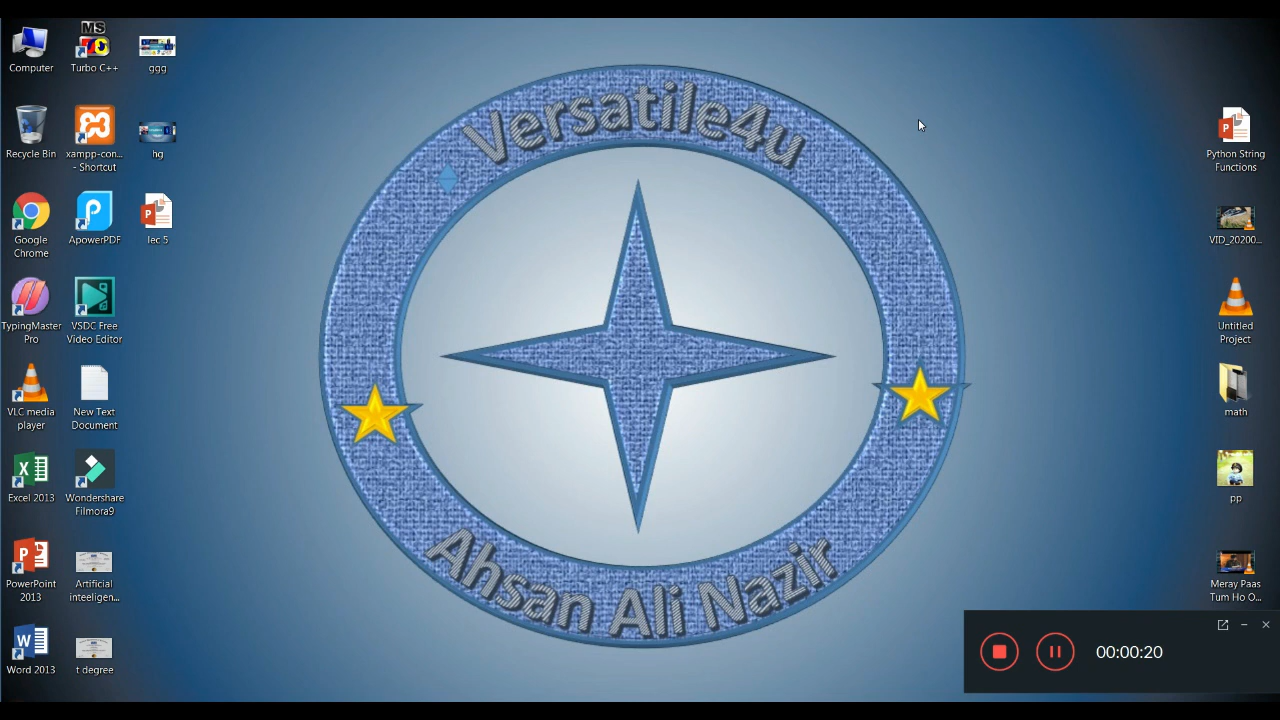 Computer
Turbo C++
ggg
Recycle Bin
xampp-con...
- Shortcut
hg
Google
Chrome
ApowerPDF
lec 5
TypingMaster
Pro
VSDC Free
Video Editor
VLC media
player
New Text
Document
Excel 2013
Wondershare
Filmora9
PowerPoint
2013
Artificial
inteeligen...
Word 2013
t degree
Versatile4u
Ahsan Ali Nazir
Python String
Functions
VID_20200...
Untitled
Project
math
pp
Meray Paas
Tum Ho O...
00:00:20